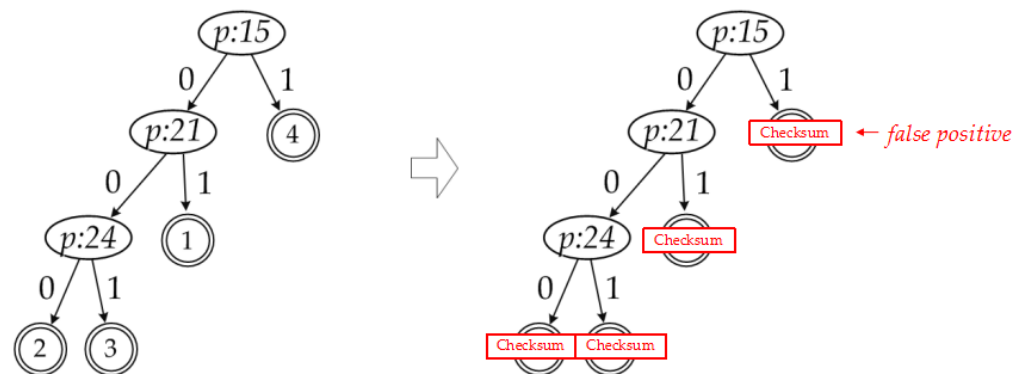 p:15
0 1
p:21
4
0 1
p:24
1
0 1
2 3
p:15
0 1
p:21
Checksum
← false positive
0 1
p:24
Checksum
0 1
Checksum Checksum